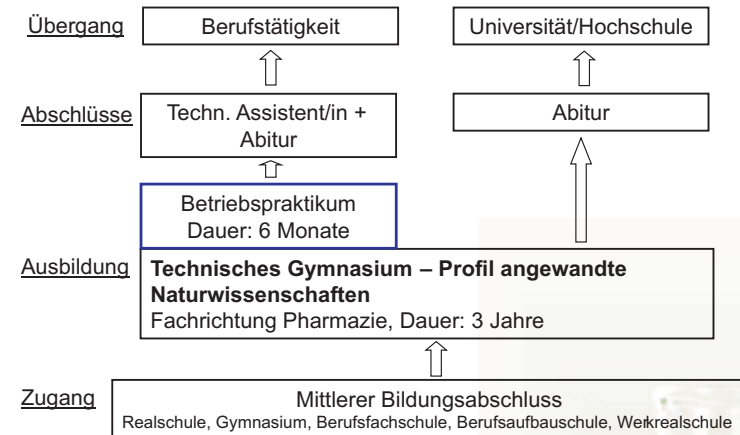 Übergang
Berufstätigkeit
Universität/Hochschule
Abschlüsse
Techn. Assistent/in +
Abitur
Abitur
Betriebspraktikum
Dauer: 6 Monate
Ausbildung
Technisches Gymnasium – Profil angewandte
Naturwissenschaften
Fachrichtung Pharmazie, Dauer: 3 Jahre
Zugang
Mittlerer Bildungsabschluss
Realschule, Gymnasium, Berufsfachschule, Berufsaufbauschule, Werkrealschule